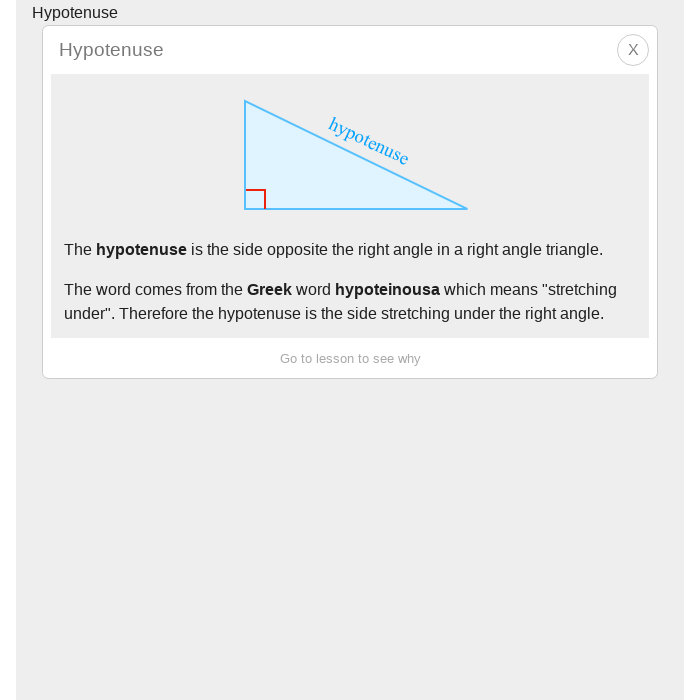 Hypotenuse
Hypotenuse
X
hypotenuse
The hypotenuse is the side opposite the right angle in a right angle triangle.
The word comes from the Greek word hypoteinousa which means "stretching
under". Therefore the hypotenuse is the side stretching under the right angle.
Go to lesson to see why